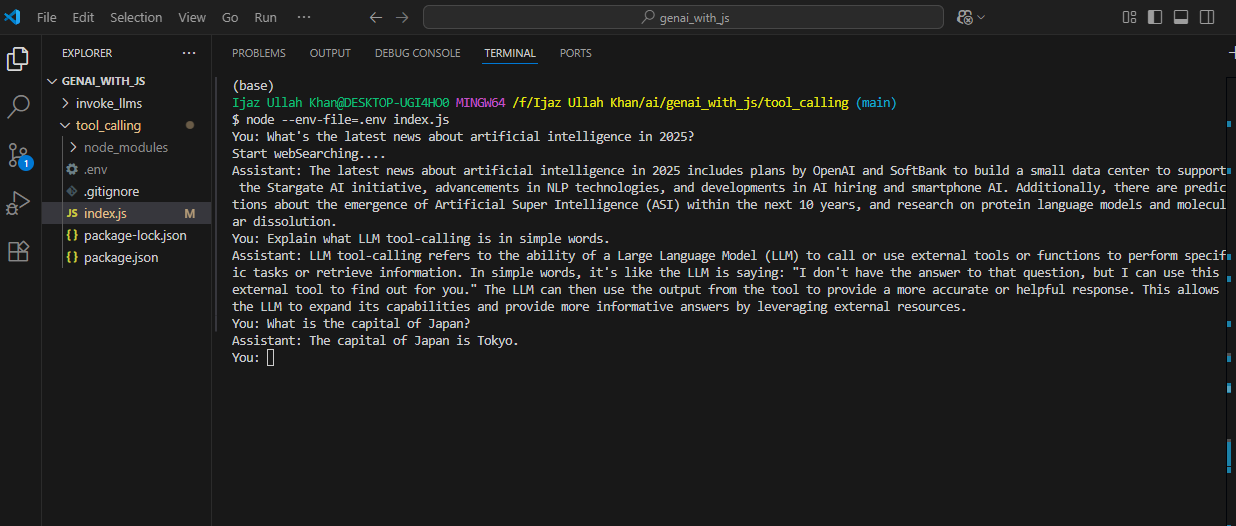 File Edit Selection View Go Run ··· genai_with_js
EXPLORER ···
GENAI_WITH_JS
invoke_llms
tool_calling
node_modules
.env
.gitignore
JS index.js M
{} package-lock.json
{} package.json
1
PROBLEMS OUTPUT DEBUG CONSOLE TERMINAL PORTS
(base)
Ijaz Ullah Khan@DESKTOP-UGI4HO0 MINGW64 /f/Ijaz Ullah Khan/ai/genai_with_js/tool_calling (main)
$ node --env-file=.env index.js
You: What's the latest news about artificial intelligence in 2025?
Start webSearching....
Assistant: The latest news about artificial intelligence in 2025 includes plans by OpenAI and SoftBank to build a small data center to support
the Stargate AI initiative, advancements in NLP technologies, and developments in AI hiring and smartphone AI. Additionally, there are predic
tions about the emergence of Artificial Super Intelligence (ASI) within the next 10 years, and research on protein language models and molecul
ar dissolution.
You: Explain what LLM tool-calling is in simple words.
Assistant: LLM tool-calling refers to the ability of a Large Language Model (LLM) to call or use external tools or functions to perform specif
ic tasks or retrieve information. In simple words, it's like the LLM is saying: "I don't have the answer to that question, but I can use this
external tool to find out for you." The LLM can then use the output from the tool to provide a more accurate or helpful response. This allows
the LLM to expand its capabilities and provide more informative answers by leveraging external resources.
You: What is the capital of Japan?
Assistant: The capital of Japan is Tokyo.
You: